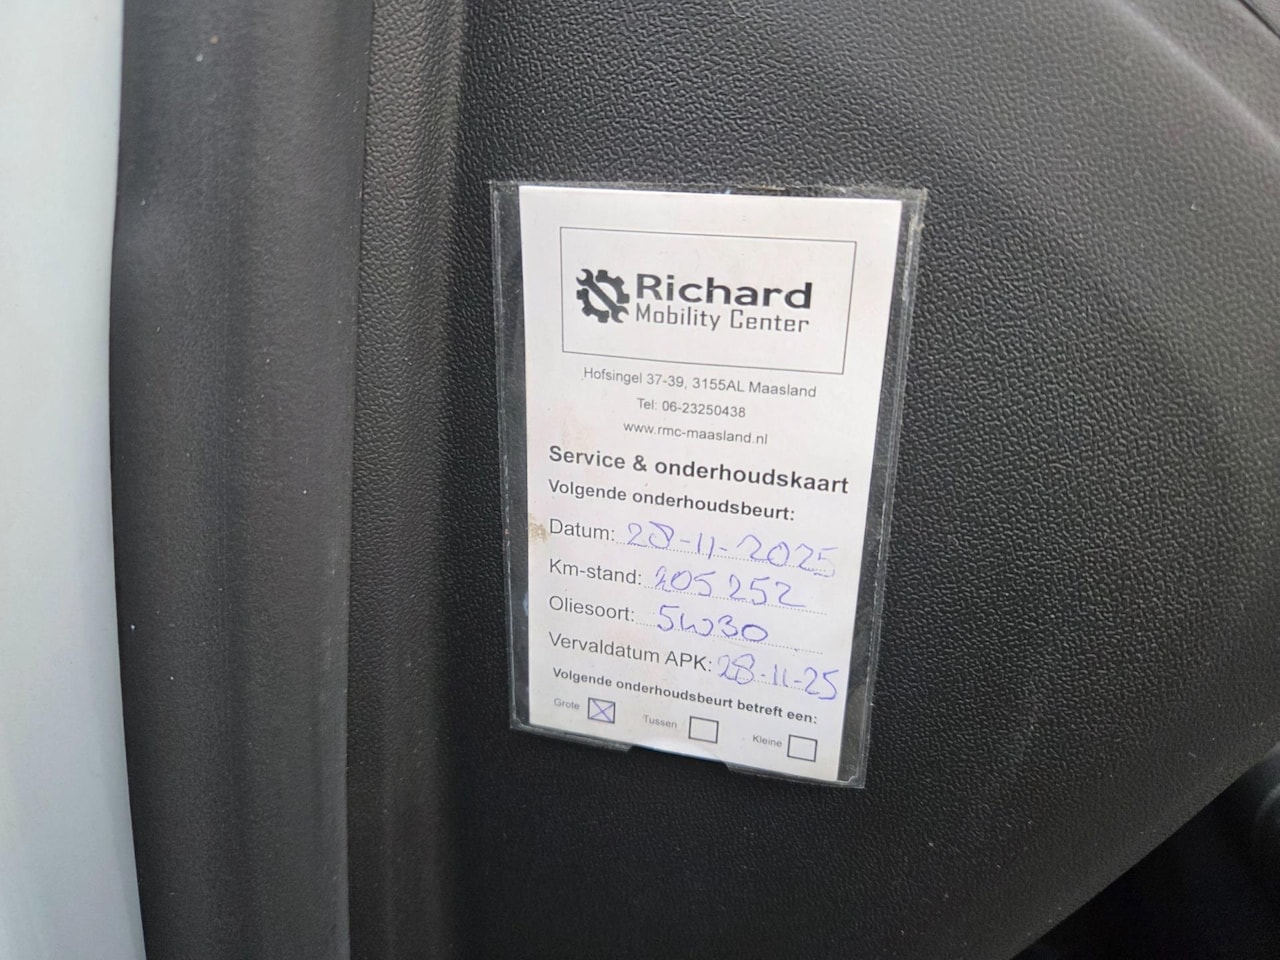 Richard
Mobility Center
Hofsingel 37-39, 3155AL Maasland
Tel: 06-23250438
www.rmc-maasland.nl
Service & onderhoudskaart
Volgende onderhoudsbeurt:
Datum: 28-11-2025
Km-stand: 205252
Oliesoort: 5W30
Vervaldatum APK: 28-11-25
Volgende onderhoudsbeurt betreft een:
Grote Tussen Kleine